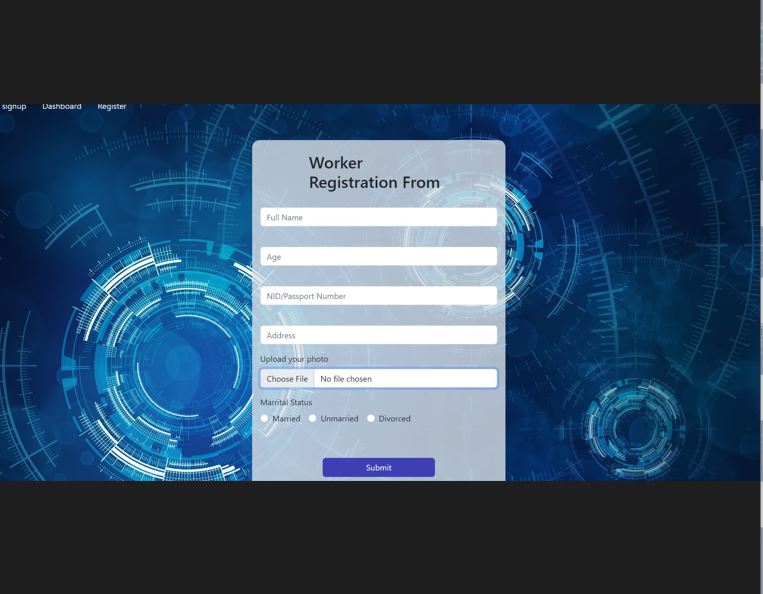 signup Dashboard Register
Worker
Registration From
Full Name
Age
NID/Passport Number
Address
Upload your photo
Choose File No file chosen
Marrital Status
Married Unmarried Divorced
Submit